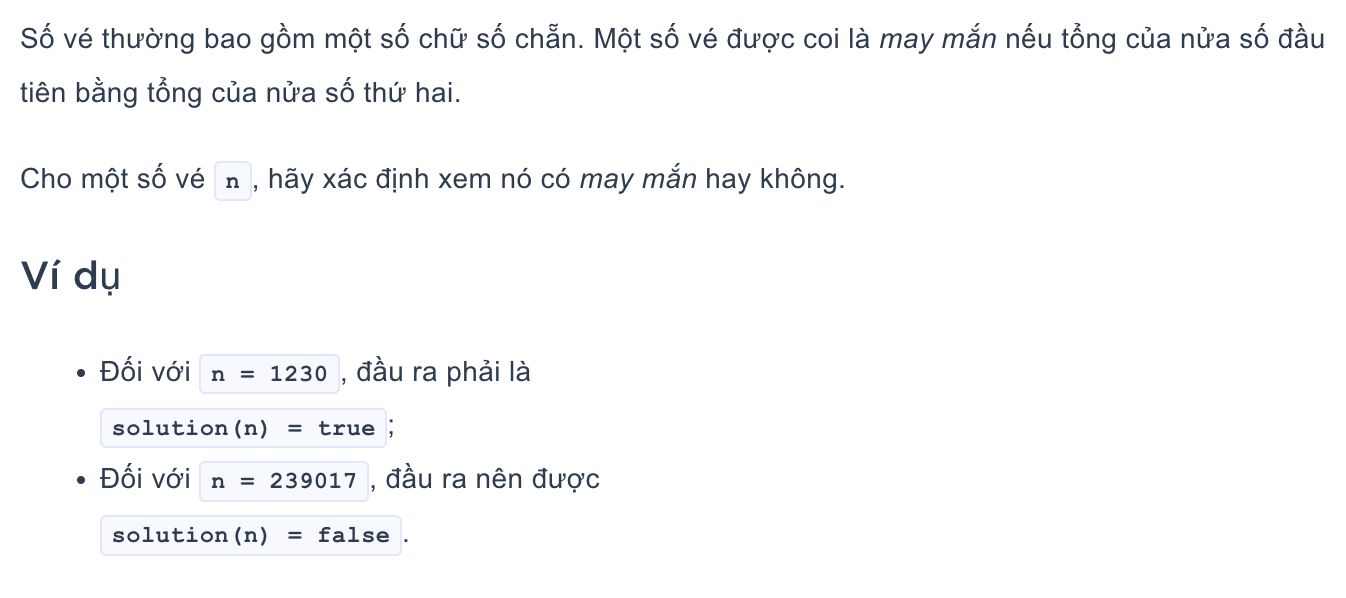 Số vé thường bao gồm một số chữ số chẵn. Một số vé được coi là may mắn nếu tổng của nửa số đầu
tiên bằng tổng của nửa số thứ hai.
Cho một số vé n, hãy xác định xem nó có may mắn hay không.
Ví dụ
• Đối với n = 1230, đầu ra phải là
solution(n) = true;
• Đối với n = 239017, đầu ra nên được
solution(n) = false.